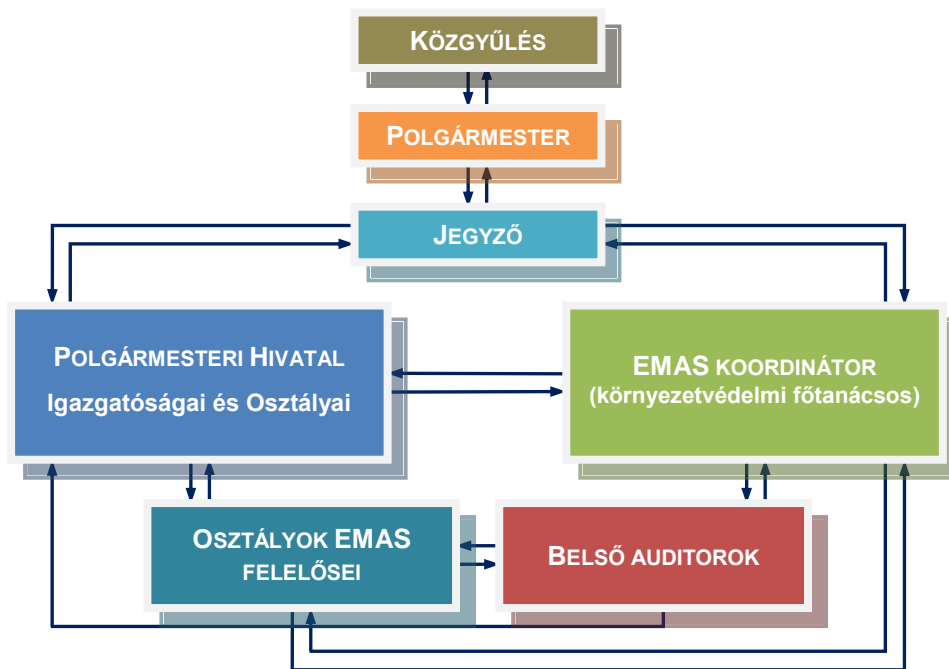 KÖZGYŰLÉS
POLGÁRMESTER
JEGYZŐ
POLGÁRMESTERI HIVATAL
Igazgatóságai és Osztályai
EMAS KOORDINÁTOR
(környezetvédelmi főtanácsos)
OSZTÁLYOK EMAS
FELELŐSEI
BELSŐ AUDITOROK